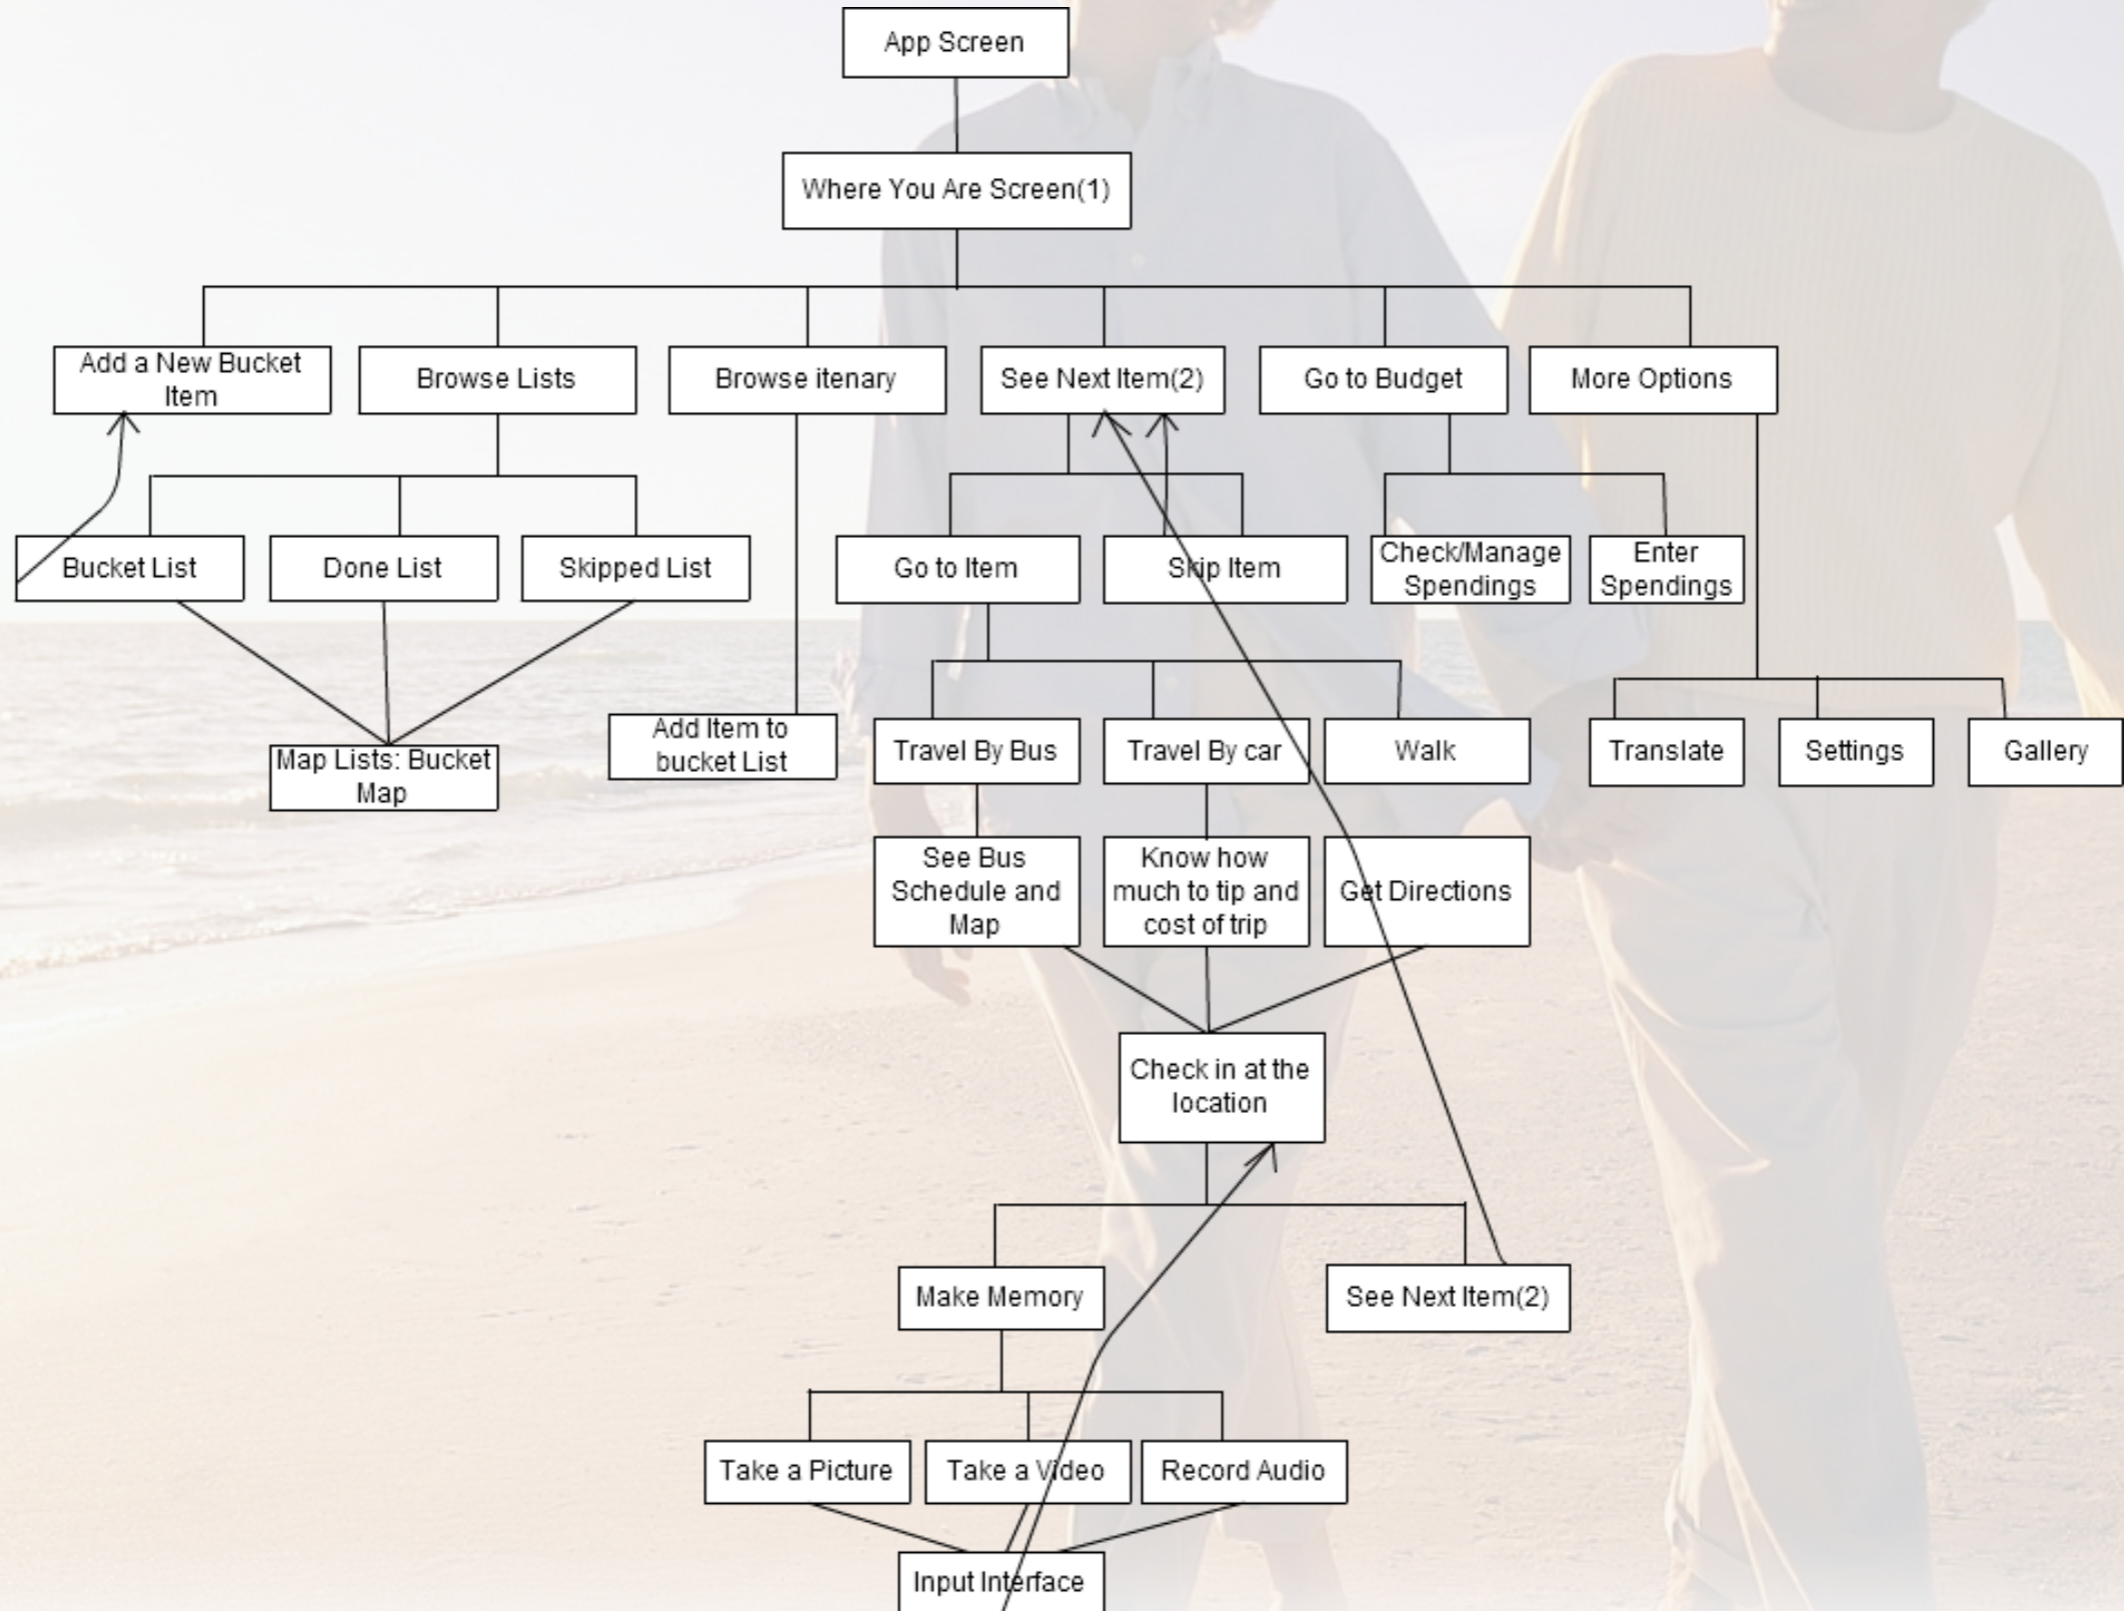 App Screen
Where You Are Screen(1)
Add a New Bucket
Item
Browse Lists
Browse itenary
See Next Item(2)
Go to Budget
More Options
Bucket List
Done List
Skipped List
Go to Item
Skip Item
Check/Manage
Spendings
Enter
Spendings
Map Lists: Bucket
Map
Add Item to
bucket List
Travel By Bus
Travel By car
Walk
Translate
Settings
Gallery
See Bus
Schedule and
Map
Know how
much to tip and
cost of trip
Get Directions
Check in at the
location
Make Memory
See Next Item(2)
Take a Picture
Take a Video
Record Audio
Input Interface